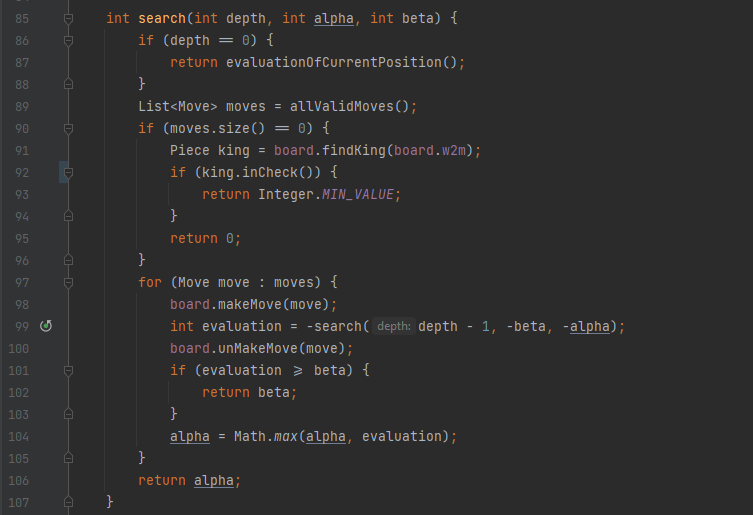 85 int search(int depth, int alpha, int beta) {
86 if (depth == 0) {
87 return evaluationOfCurrentPosition();
88 }
89 List<Move> moves = allValidMoves();
90 if (moves.size() == 0) {
91 Piece king = board.findKing(board.w2m);
92 if (king.inCheck()) {
93 return Integer.MIN_VALUE;
94 }
95 return 0;
96 }
97 for (Move move : moves) {
98 board.makeMove(move);
99 int evaluation = -search( depth: depth - 1, -beta, -alpha);
100 board.unMakeMove(move);
101 if (evaluation >= beta) {
102 return beta;
103 }
104 alpha = Math.max(alpha, evaluation);
105 }
106 return alpha;
107 }